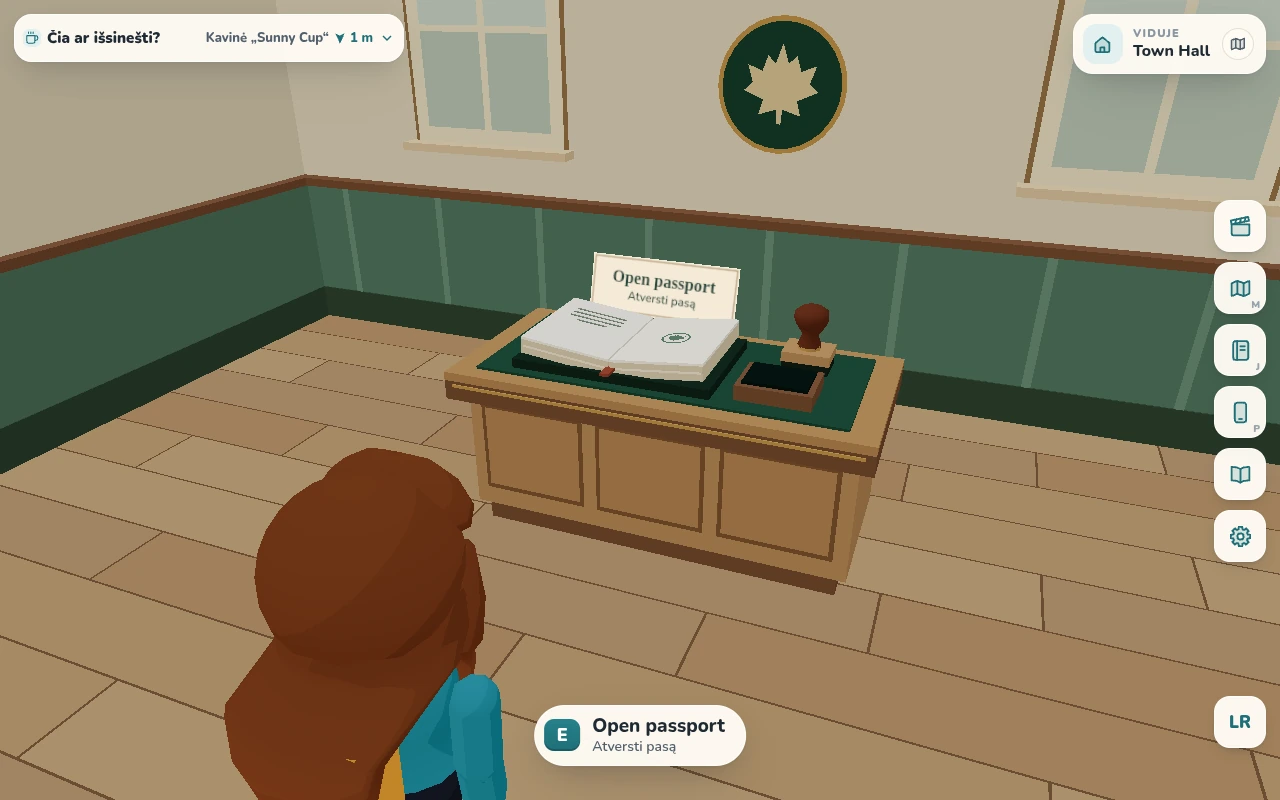 Čia ar išsinešti?
Kavinė „Sunny Cup“ 1 m
VIDUJE
Town Hall
Open passport
Atversti pasą
M
J
P
LR
E
Open passport
Atversti pasą